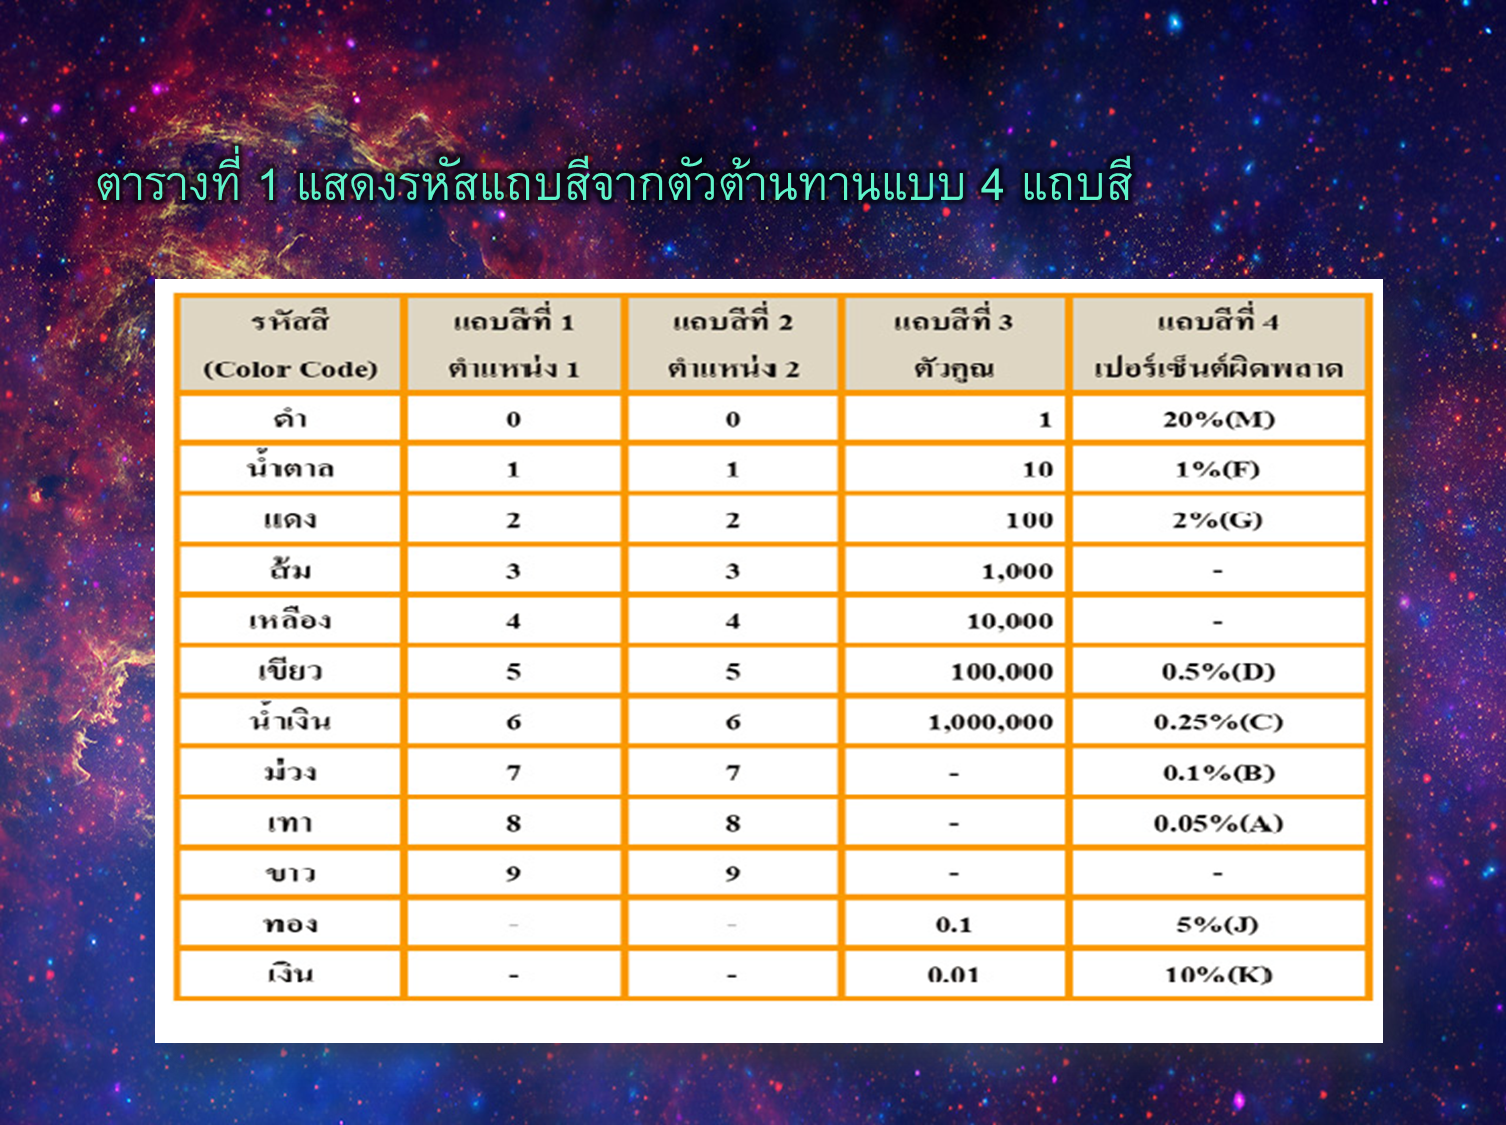 ตารางที่ 1 แสดงรหัสแถบสีจากตัวต้านทานแบบ 4 แถบสี
รหัสสี แถบสีที่ 1 แถบสีที่ 2 แถบสีที่ 3 แถบสีที่ 4
(Color Code) ตำแหน่ง 1 ตำแหน่ง 2 ตัวคูณ เปอร์เซ็นต์ผิดพลาด
ดำ 0 0 1 20%(M)
น้ำตาล 1 1 10 1%(F)
แดง 2 2 100 2%(G)
ส้ม 3 3 1,000 -
เหลือง 4 4 10,000 -
เขียว 5 5 100,000 0.5%(D)
น้ำเงิน 6 6 1,000,000 0.25%(C)
ม่วง 7 7 - 0.1%(B)
เทา 8 8 - 0.05%(A)
ขาว 9 9 - -
ทอง - - 0.1 5%(J)
เงิน - - 0.01 10%(K)